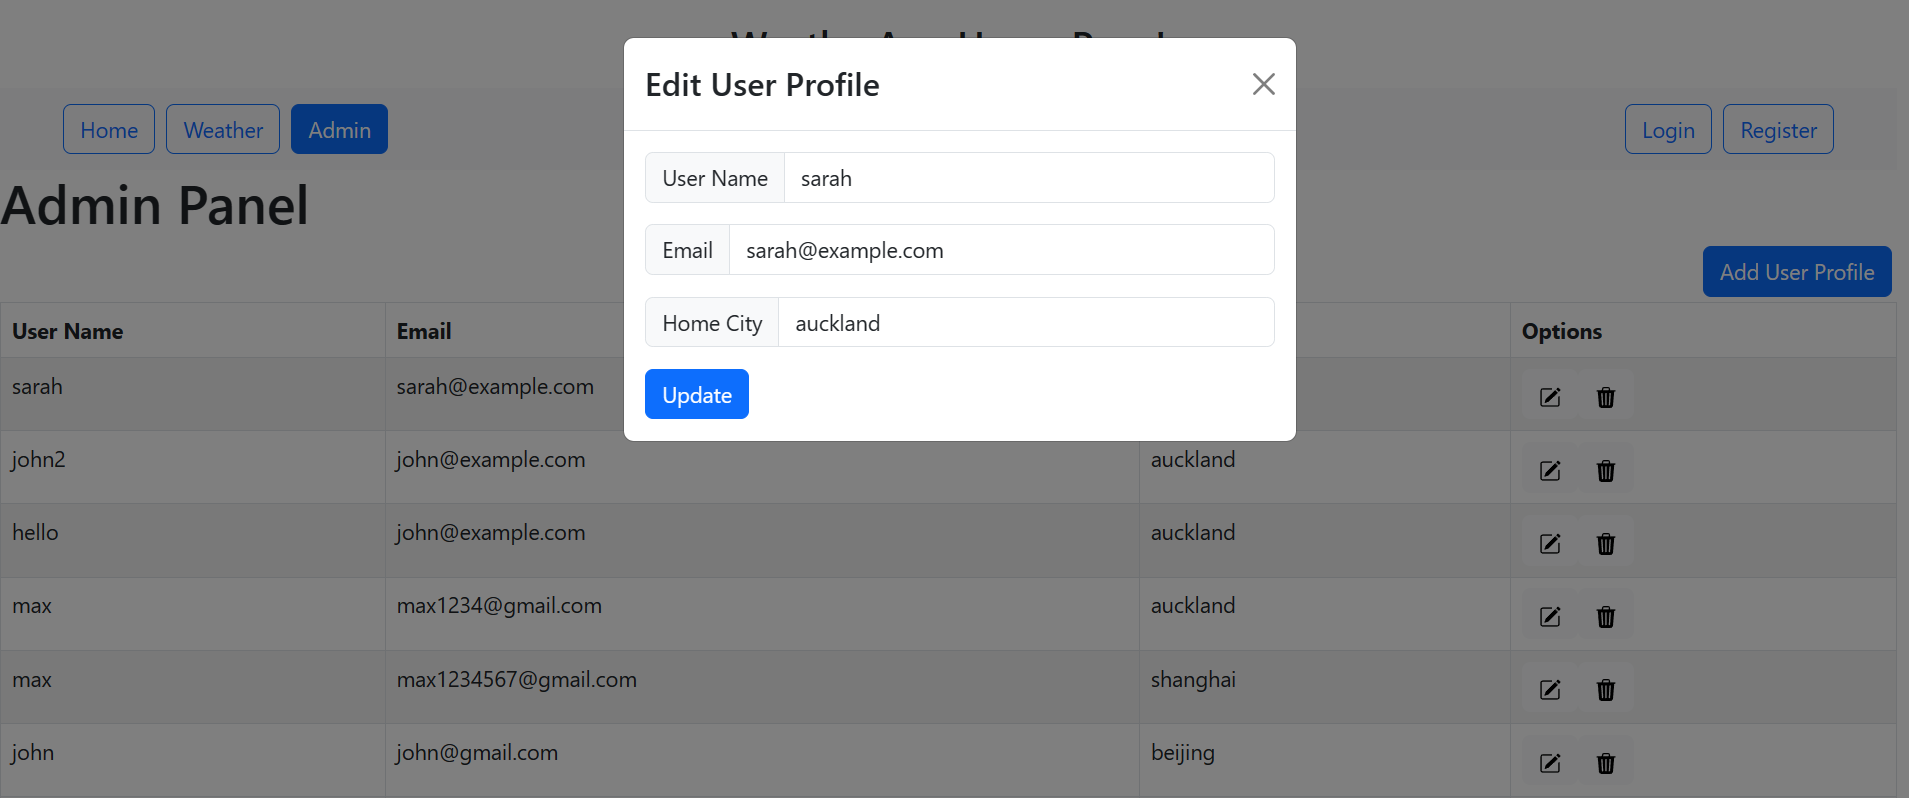 Edit User Profile
Home Weather Admin Login Register
User Name sarah
Admin Panel
Email sarah@example.com
Add User Profile
Home City auckland
Update
User Name Email Options
sarah sarah@example.com
john2 john@example.com auckland
hello john@example.com auckland
max max1234@gmail.com auckland
max max1234567@gmail.com shanghai
john john@gmail.com beijing